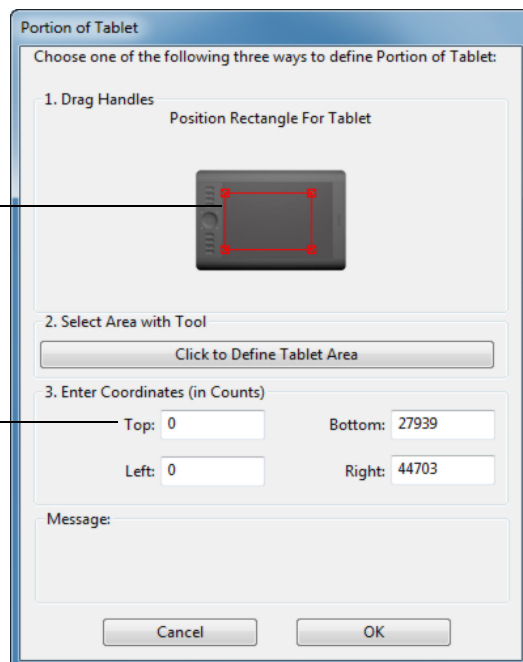 Portion of Tablet
Choose one of the following three ways to define Portion of Tablet:
1. Drag Handles
Position Rectangle For Tablet
2. Select Area with Tool
Click to Define Tablet Area
3. Enter Coordinates (in Counts)
Top: 0 Bottom: 27939
Left: 0 Right: 44703
Message:
Cancel OK